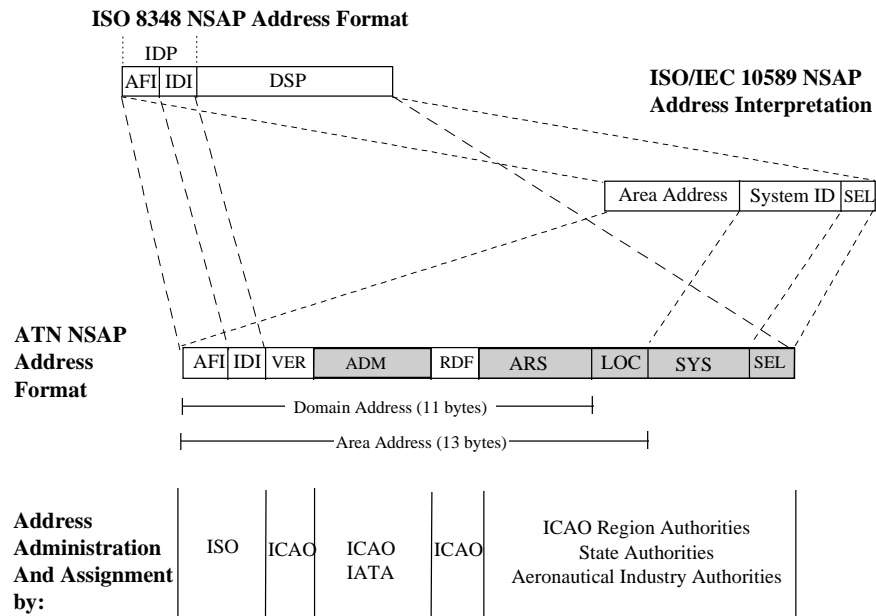 ISO 8348 NSAP Address Format
IDP
AFI IDI DSP
ISO/IEC 10589 NSAP
Address Interpretation
Area Address System ID SEL
ATN NSAP
Address
Format
AFI IDI VER ADM RDF ARS LOC SYS SEL
Domain Address (11 bytes)
Area Address (13 bytes)
Address
Administration
And Assignment
by:
ISO
ICAO
ICAO
IATA
ICAO
ICAO Region Authorities
State Authorities
Aeronautical Industry Authorities